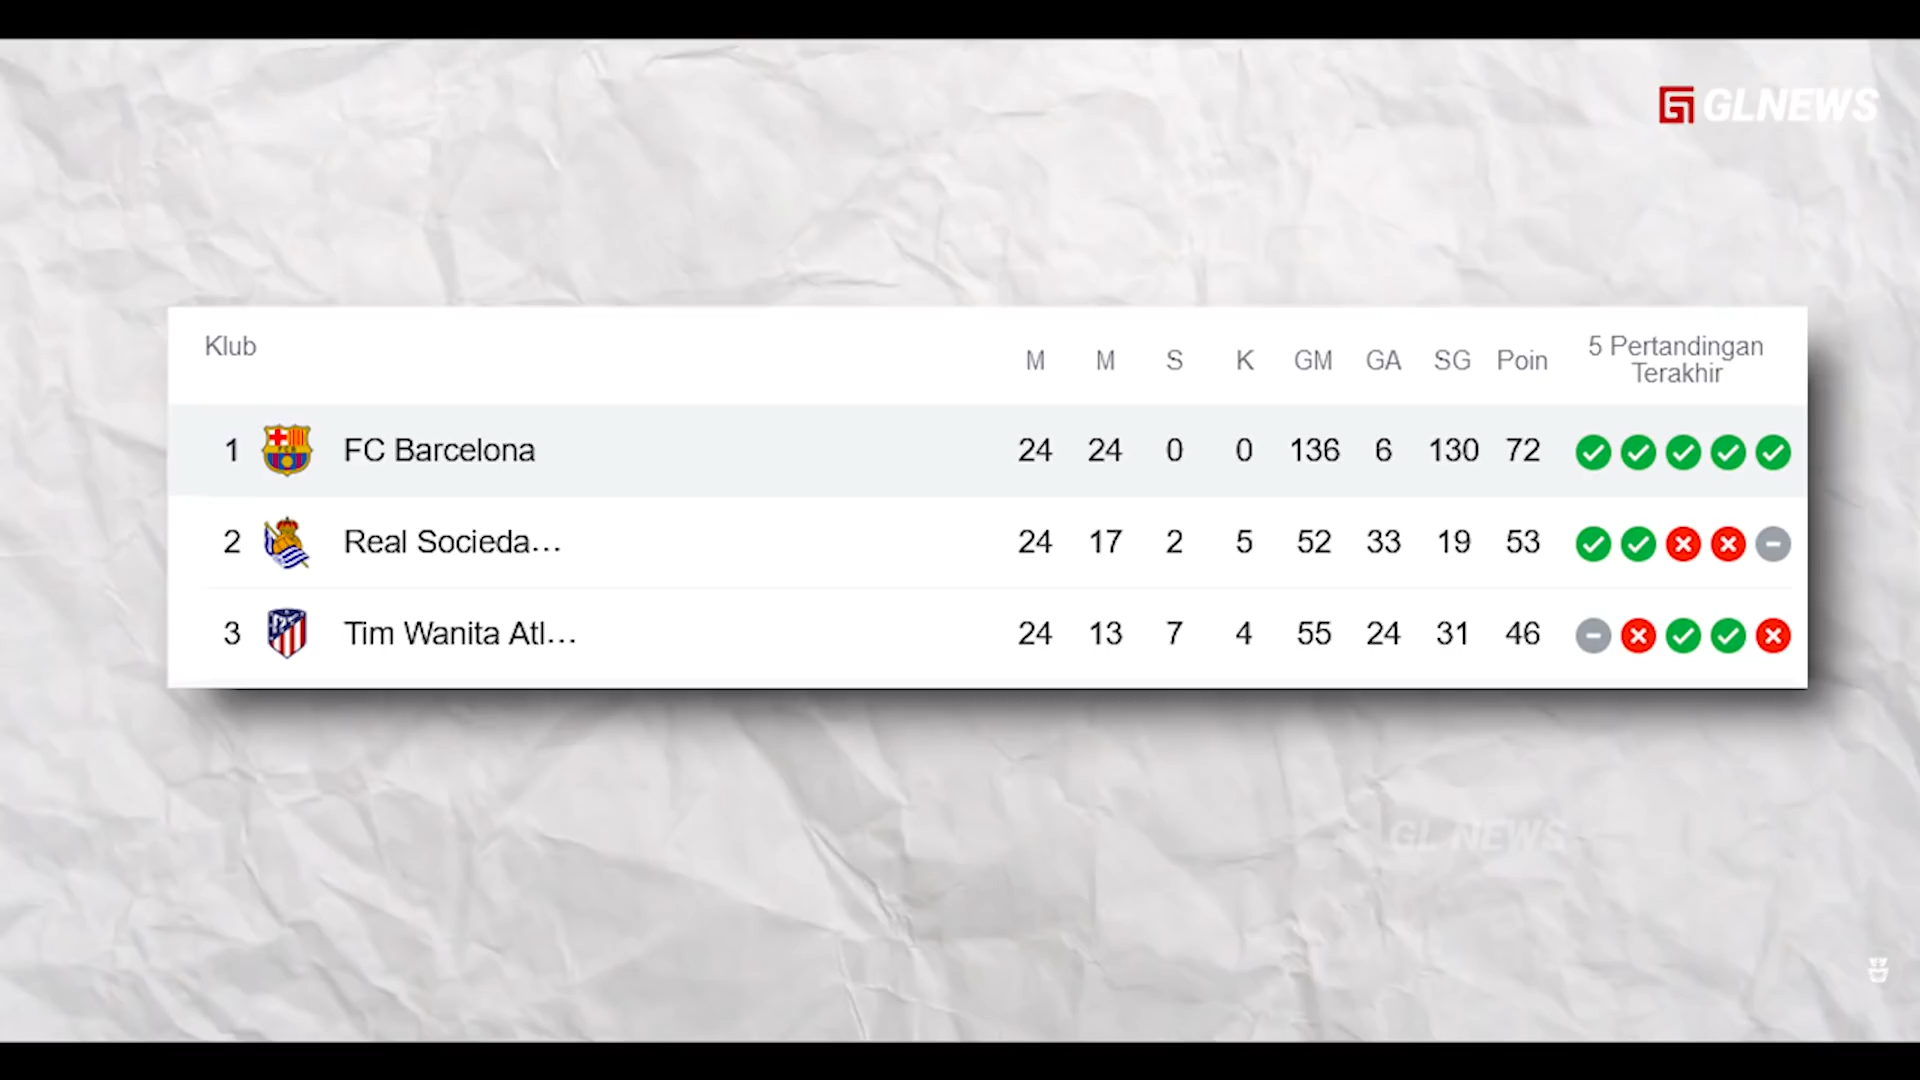 GLNEWS
Klub M M S K GM GA SG Poin 5 Pertandingan
Terakhir
1 FC Barcelona 24 24 0 0 136 6 130 72
2 Real Socieda... 24 17 2 5 52 33 19 53
3 Tim Wanita Atl... 24 13 7 4 55 24 31 46
GL NEWS